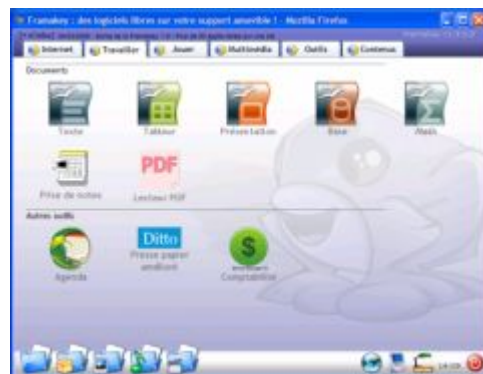 Framakey : des logiciels libres sur votre support amovible ! - Mozilla Firefox
Internet Travailler Jouer Multimédia Outils Contenus
Documents
Texte Tableur Présentation Base Math
PDF
Prise de notes Lecteur PDF
Autres outils
Ditto
Agenda Presse papier amélioré Comptabilité